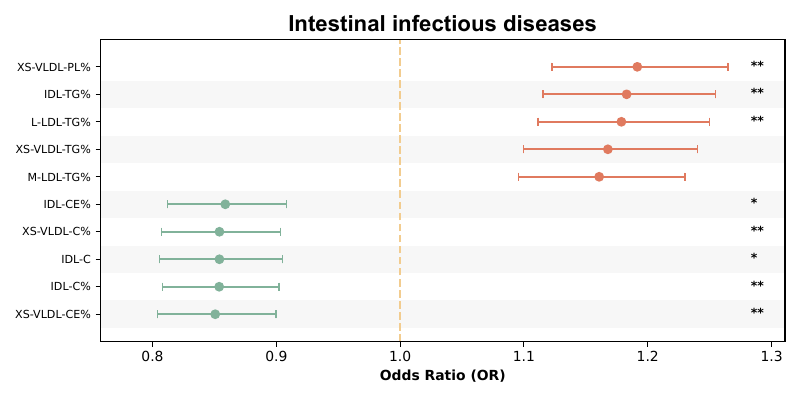 Intestinal infectious diseases
XS-VLDL-PL% **
IDL-TG% **
L-LDL-TG% **
XS-VLDL-TG%
M-LDL-TG%
IDL-CE% *
XS-VLDL-C% **
IDL-C *
IDL-C% **
XS-VLDL-CE% **
0.8 0.9 1.0 1.1 1.2 1.3
Odds Ratio (OR)